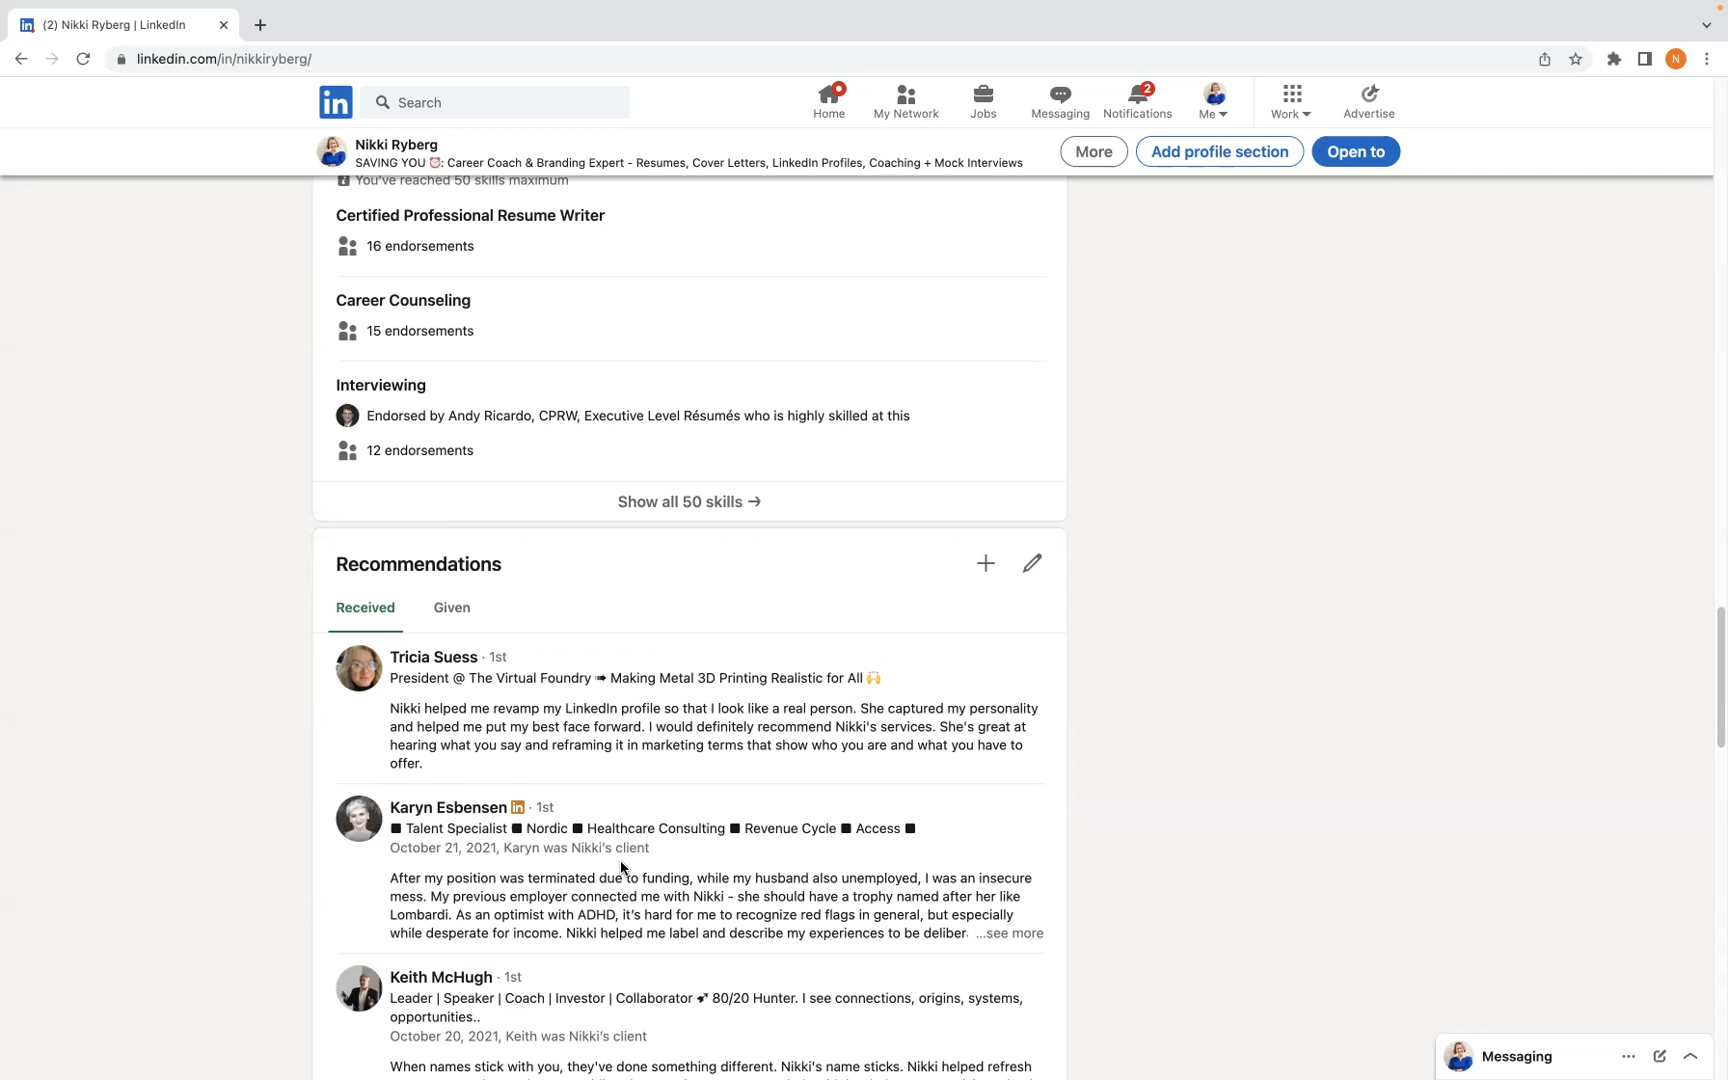 (2) Nikki Ryberg | LinkedIn
linkedin.com/in/nikkiryberg/
N
in
Search
Home
My Network
Jobs
Messaging
2
Notifications
Me
Work
Advertise
Nikki Ryberg
SAVING YOU ⏰: Career Coach & Branding Expert - Resumes, Cover Letters, LinkedIn Profiles, Coaching + Mock Interviews
More
Add profile section
Open to
You've reached 50 skills maximum
Certified Professional Resume Writer
16 endorsements
Career Counseling
15 endorsements
Interviewing
Endorsed by Andy Ricardo, CPRW, Executive Level Résumés who is highly skilled at this
12 endorsements
Show all 50 skills →
Recommendations
Received
Given
Tricia Suess · 1st
President @ The Virtual Foundry ➠ Making Metal 3D Printing Realistic for All 🙌
Nikki helped me revamp my LinkedIn profile so that I look like a real person. She captured my personality
and helped me put my best face forward. I would definitely recommend Nikki's services. She's great at
hearing what you say and reframing it in marketing terms that show who you are and what you have to
offer.
Karyn Esbensen in · 1st
■ Talent Specialist ■ Nordic ■ Healthcare Consulting ■ Revenue Cycle ■ Access ■
October 21, 2021, Karyn was Nikki's client
After my position was terminated due to funding, while my husband also unemployed, I was an insecure
mess. My previous employer connected me with Nikki - she should have a trophy named after her like
Lombardi. As an optimist with ADHD, it's hard for me to recognize red flags in general, but especially
while desperate for income. Nikki helped me label and describe my experiences to be deliber. ...see more
Keith McHugh · 1st
Leader | Speaker | Coach | Investor | Collaborator ➶ 80/20 Hunter. I see connections, origins, systems,
opportunities..
October 20, 2021, Keith was Nikki's client
When names stick with you, they've done something different. Nikki's name sticks. Nikki helped refresh
Messaging